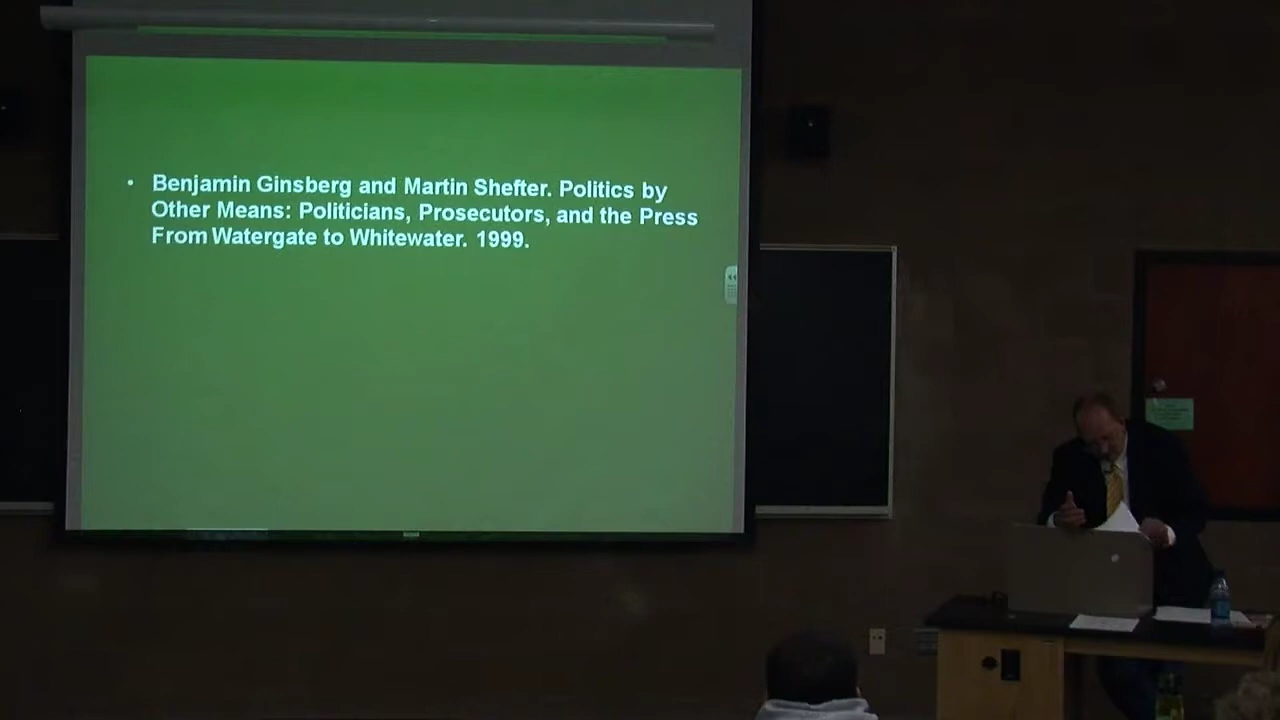 • Benjamin Ginsberg and Martin Shefter. Politics by
Other Means: Politicians, Prosecutors, and the Press
From Watergate to Whitewater. 1999.